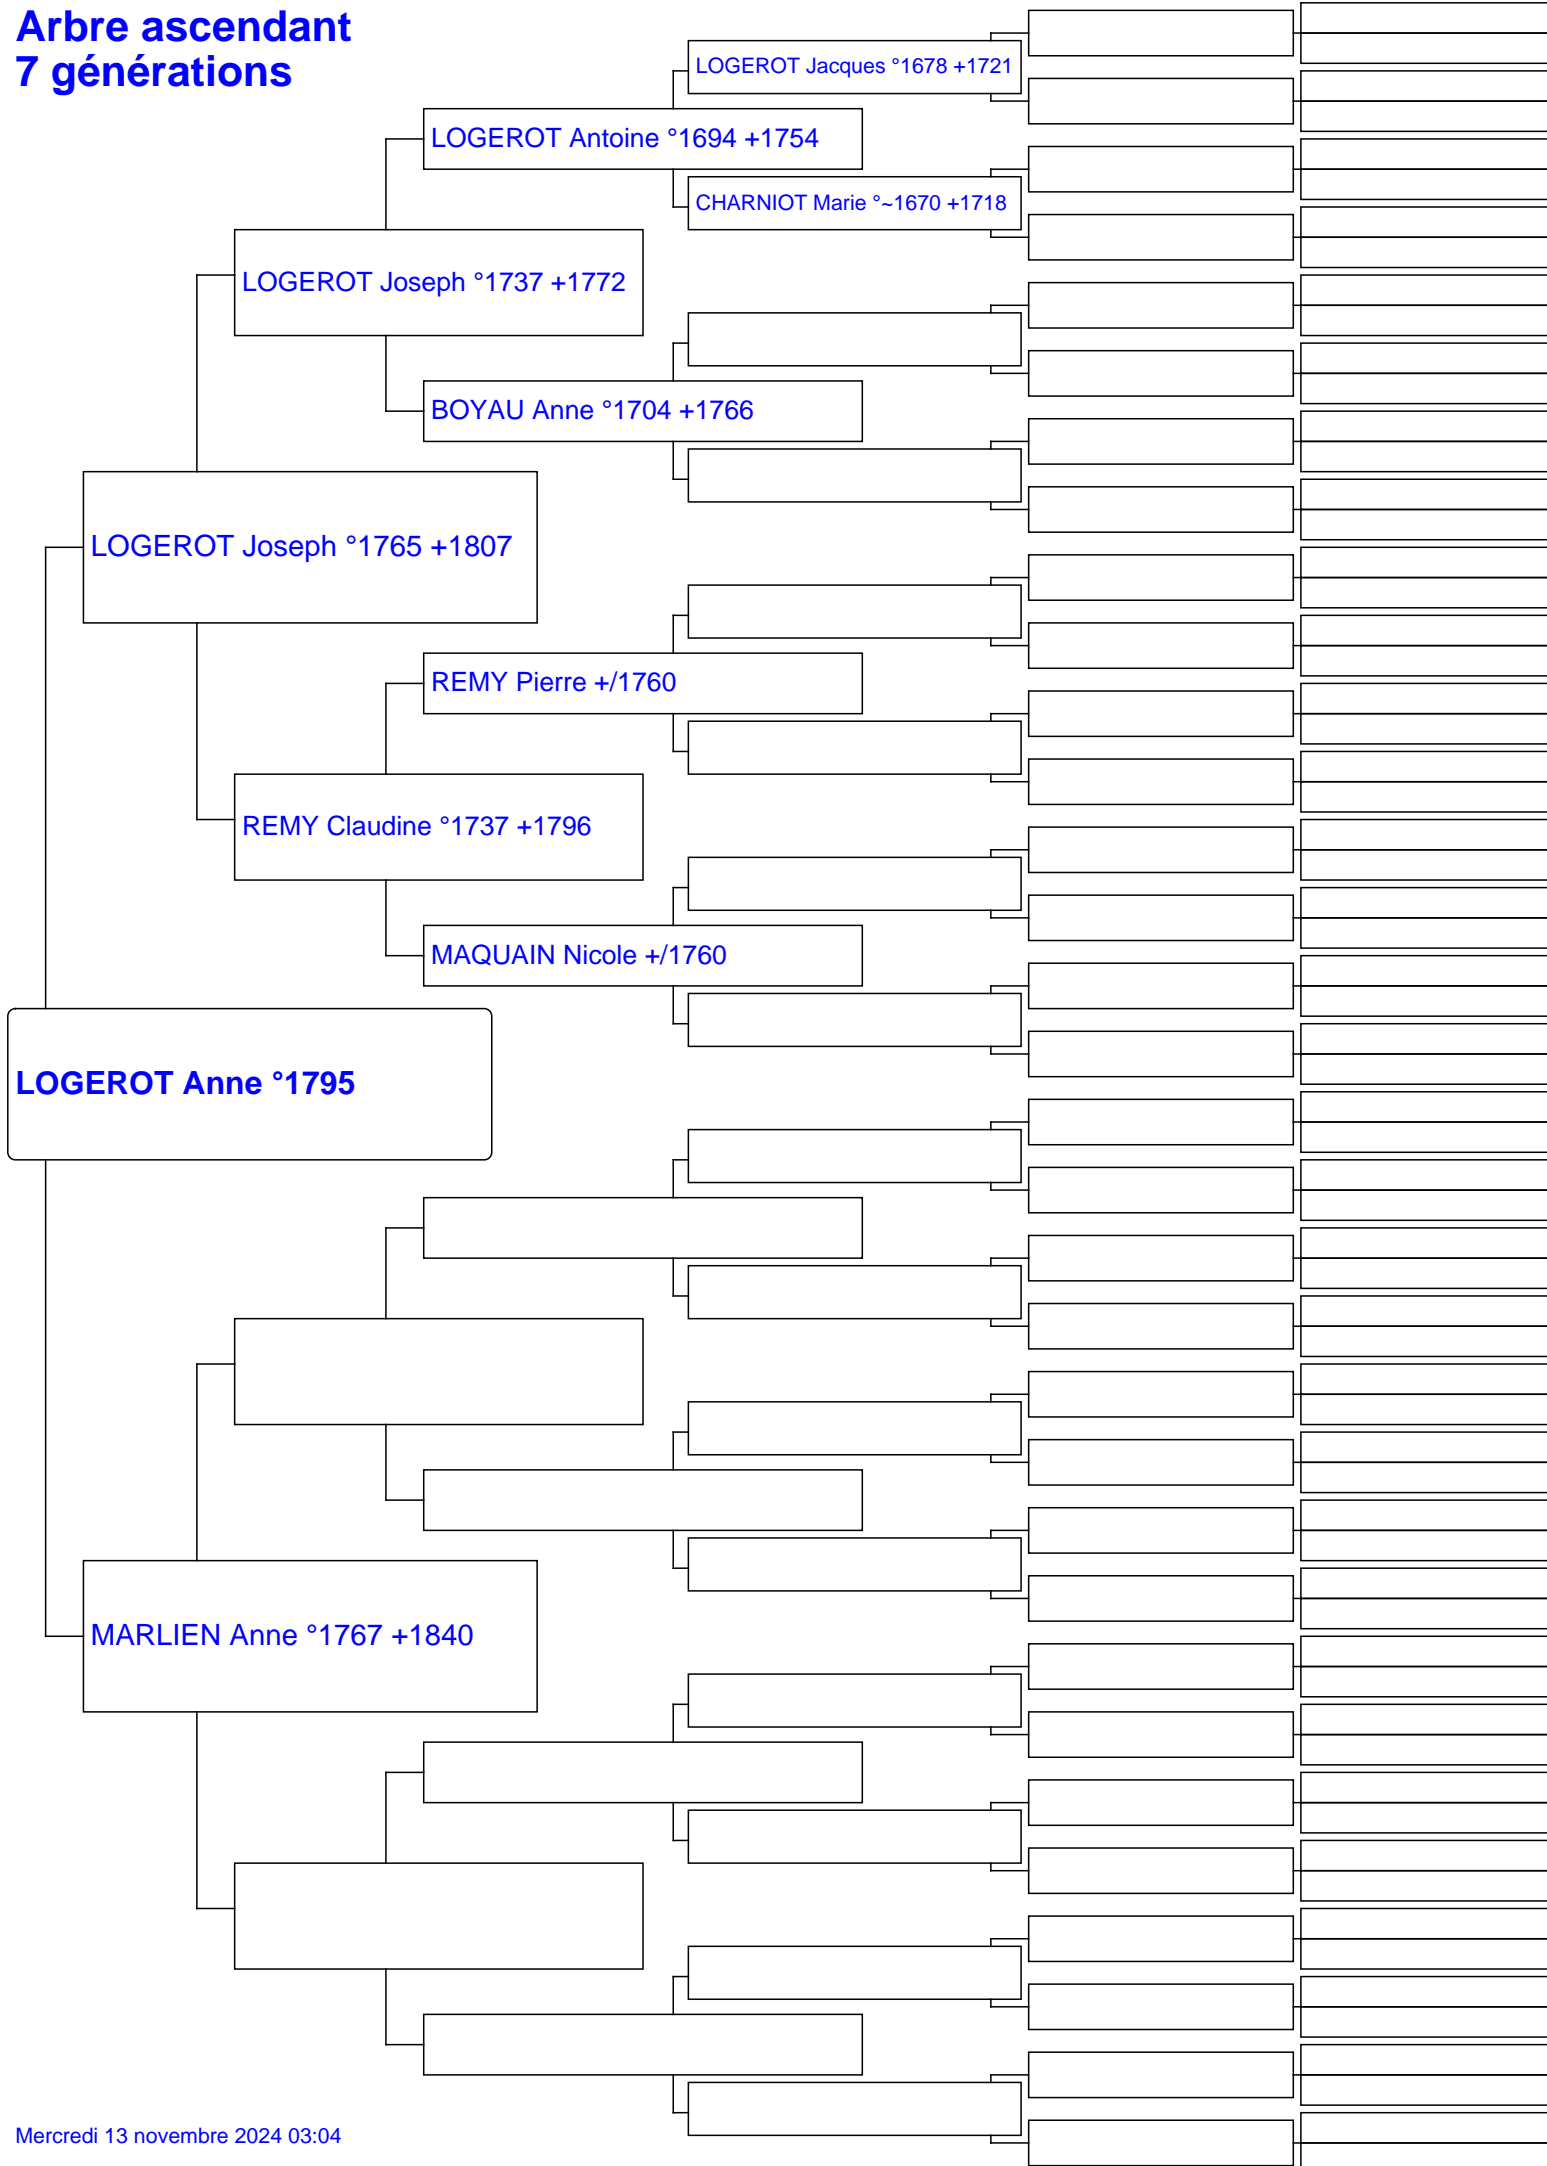 Arbre ascendant
7 générations
LOGEROT Jacques °1678 +1721
LOGEROT Antoine °1694 +1754
CHARNIOT Marie °~1670 +1718
LOGEROT Joseph °1737 +1772
BOYAU Anne °1704 +1766
LOGEROT Joseph °1765 +1807
REMY Pierre +/1760
REMY Claudine °1737 +1796
MAQUAIN Nicole +/1760
LOGEROT Anne °1795
MARLIEN Anne °1767 +1840
Mercredi 13 novembre 2024 03:04